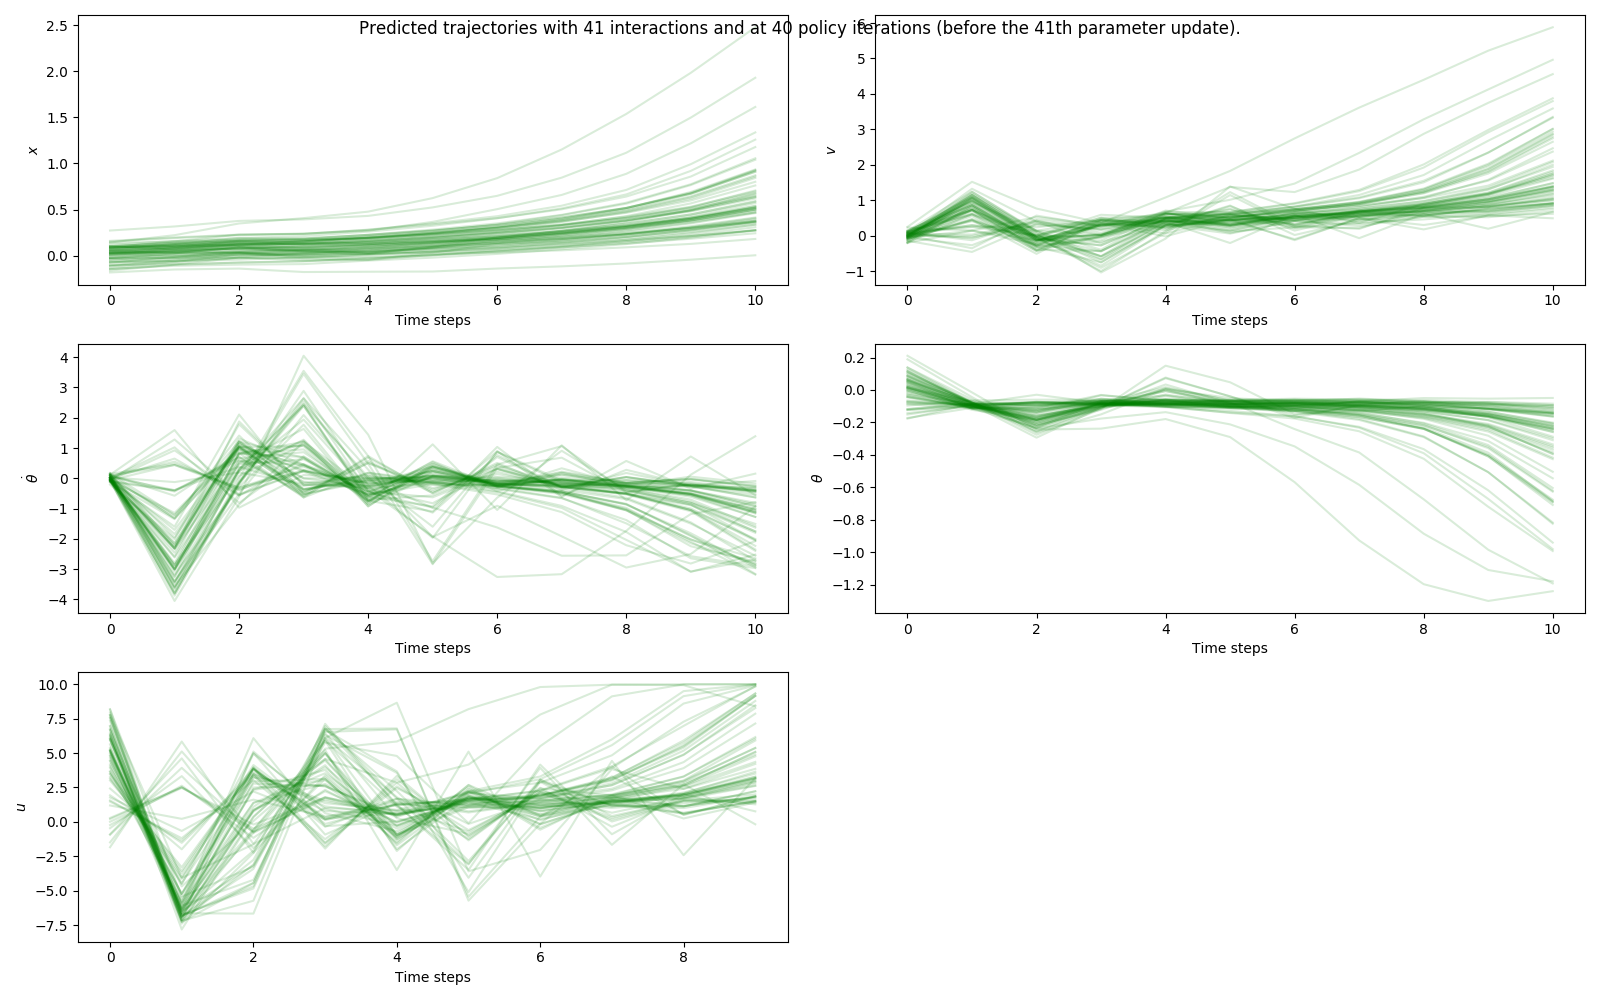 Predicted trajectories with 41 interactions and at 40 policy iterations (before the 41th parameter update).
2.5
2.0
1.5
1.0
0.5
0.0
x
0 2 4 6 8 10
Time steps
6
5
4
3
2
1
0
−1
v
0 2 4 6 8 10
Time steps
4
3
2
1
0
−1
−2
−3
−4
θ̇
0 2 4 6 8 10
Time steps
0.2
0.0
−0.2
−0.4
−0.6
−0.8
−1.0
−1.2
θ
0 2 4 6 8 10
Time steps
10.0
7.5
5.0
2.5
0.0
−2.5
−5.0
−7.5
u
0 2 4 6 8
Time steps